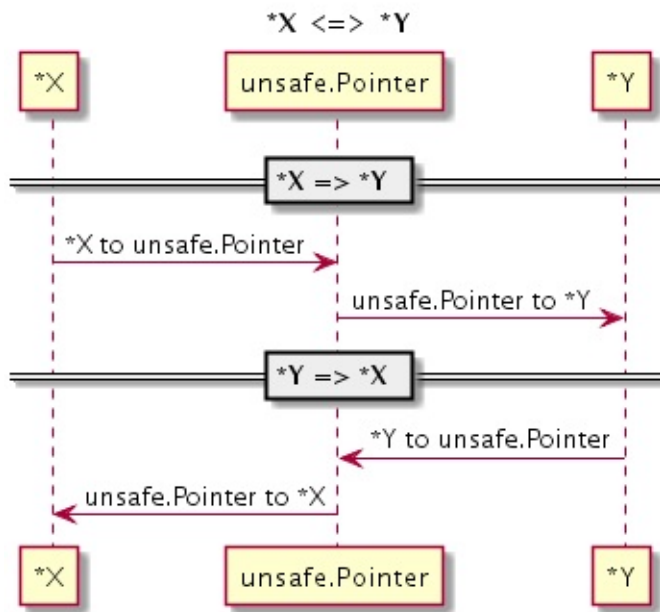 *X <=> *Y
*X
unsafe.Pointer
*Y
*X => *Y
*X to unsafe.Pointer
unsafe.Pointer to *Y
*Y => *X
*Y to unsafe.Pointer
unsafe.Pointer to *X
*X
unsafe.Pointer
*Y